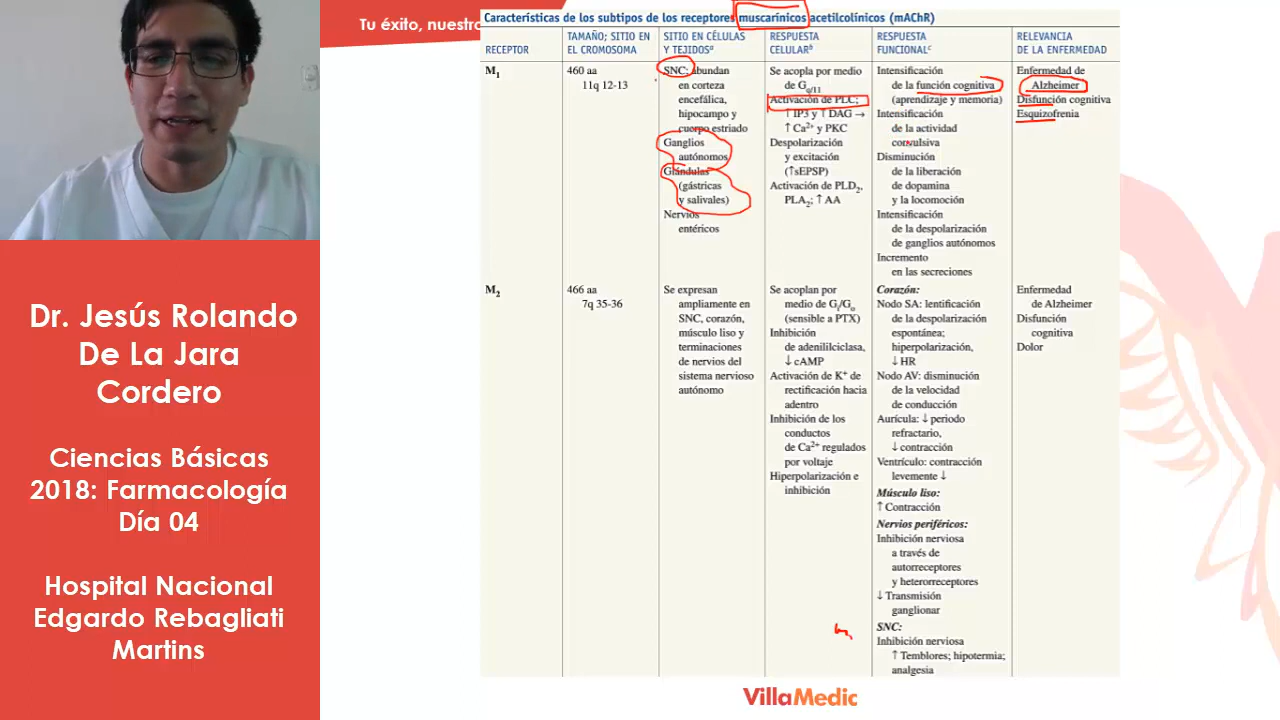 Tu éxito, nuestro
Características de los subtipos de los receptores muscarínicos acetilcolínicos (mAChR)
RECEPTOR
TAMAÑO; SITIO EN
EL CROMOSOMA
SITIO EN CÉLULAS
Y TEJIDOSᵃ
RESPUESTA
CELULARᵇ
RESPUESTA
FUNCIONALᶜ
RELEVANCIA
DE LA ENFERMEDAD
M₁
460 aa
11q 12-13
SNC; abundan
en corteza
encefálica,
hipocampo y
cuerpo estriado
Ganglios
autónomos
Glándulas
(gástricas
y salivales)
Nervios
entéricos
Se acopla por medio
de Gq/11
Activación de PLC;
↑ IP3 y ↑ DAG →
↑ Ca²⁺ y PKC
Despolarización
y excitación
(↑sEPSP)
Activación de PLD₂,
PLA₂; ↑ AA
Intensificación
de la función cognitiva
(aprendizaje y memoria)
Intensificación
de la actividad
convulsiva
Disminución
de la liberación
de dopamina
y la locomoción
Intensificación
de la despolarización
de ganglios autónomos
Incremento
en las secreciones
Enfermedad de
Alzheimer
Disfunción cognitiva
Esquizofrenia
M₂
466 aa
7q 35-36
Se expresan
ampliamente en
SNC, corazón,
músculo liso y
terminaciones
de nervios del
sistema nervioso
autónomo
Se acoplan por
medio de Gᵢ/Gₒ
(sensible a PTX)
Inhibición
de adenililciclasa,
↓ cAMP
Activación de K⁺ de
rectificación hacia
adentro
Inhibición de los
conductos
de Ca²⁺ regulados
por voltaje
Hiperpolarización e
inhibición
Corazón:
Nodo SA: lentificación
de la despolarización
espontánea;
hiperpolarización,
↓ HR
Nodo AV: disminución
de la velocidad
de conducción
Aurícula: ↓ periodo
refractario,
↓ contracción
Ventrículo: contracción
levemente ↓
Músculo liso:
↑ Contracción
Nervios periféricos:
Inhibición nerviosa
a través de
autorreceptores
y heterorreceptores
↓ Transmisión
ganglionar
SNC:
Inhibición nerviosa
↑ Temblores; hipotermia;
analgesia
Enfermedad
de Alzheimer
Disfunción
cognitiva
Dolor
Dr. Jesús Rolando
De La Jara
Cordero
Ciencias Básicas
2018: Farmacología
Día 04
Hospital Nacional
Edgardo Rebagliati
Martins
VillaMedic